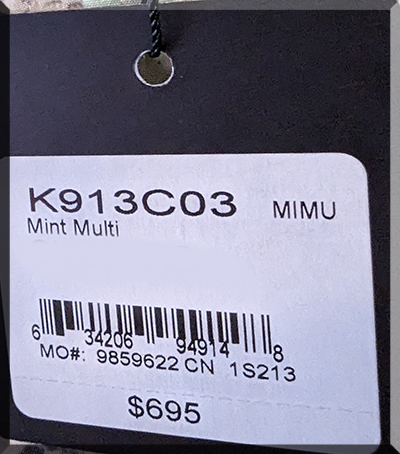 K913C03 MIMU
Mint Multi
6 34206 94914 8
MO#: 9859622 CN 1S213
$695